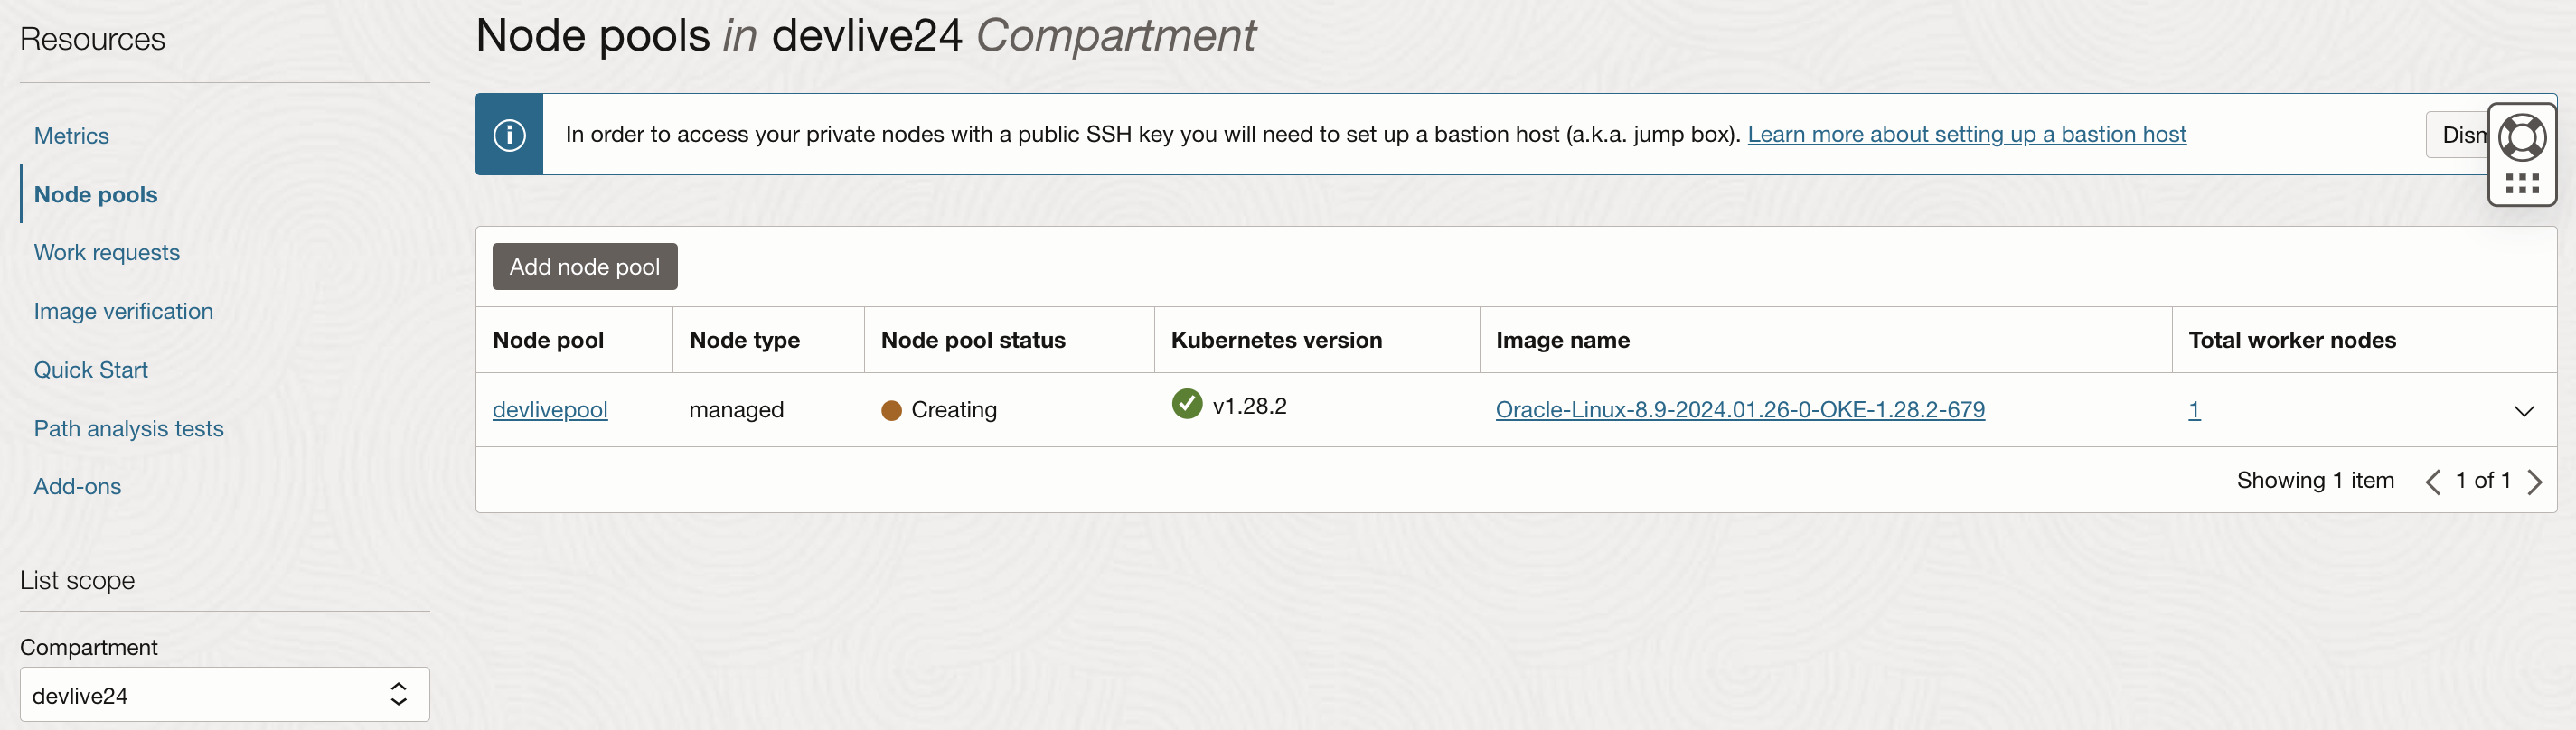 Resources
Metrics
Node pools
Work requests
Image verification
Quick Start
Path analysis tests
Add-ons
List scope
Compartment
devlive24
Node pools in devlive24 Compartment
In order to access your private nodes with a public SSH key you will need to set up a bastion host (a.k.a. jump box). Learn more about setting up a bastion host
Add node pool
Node pool Node type Node pool status Kubernetes version Image name Total worker nodes
devlivepool managed Creating v1.28.2 Oracle-Linux-8.9-2024.01.26-0-OKE-1.28.2-679 1
Showing 1 item 1 of 1